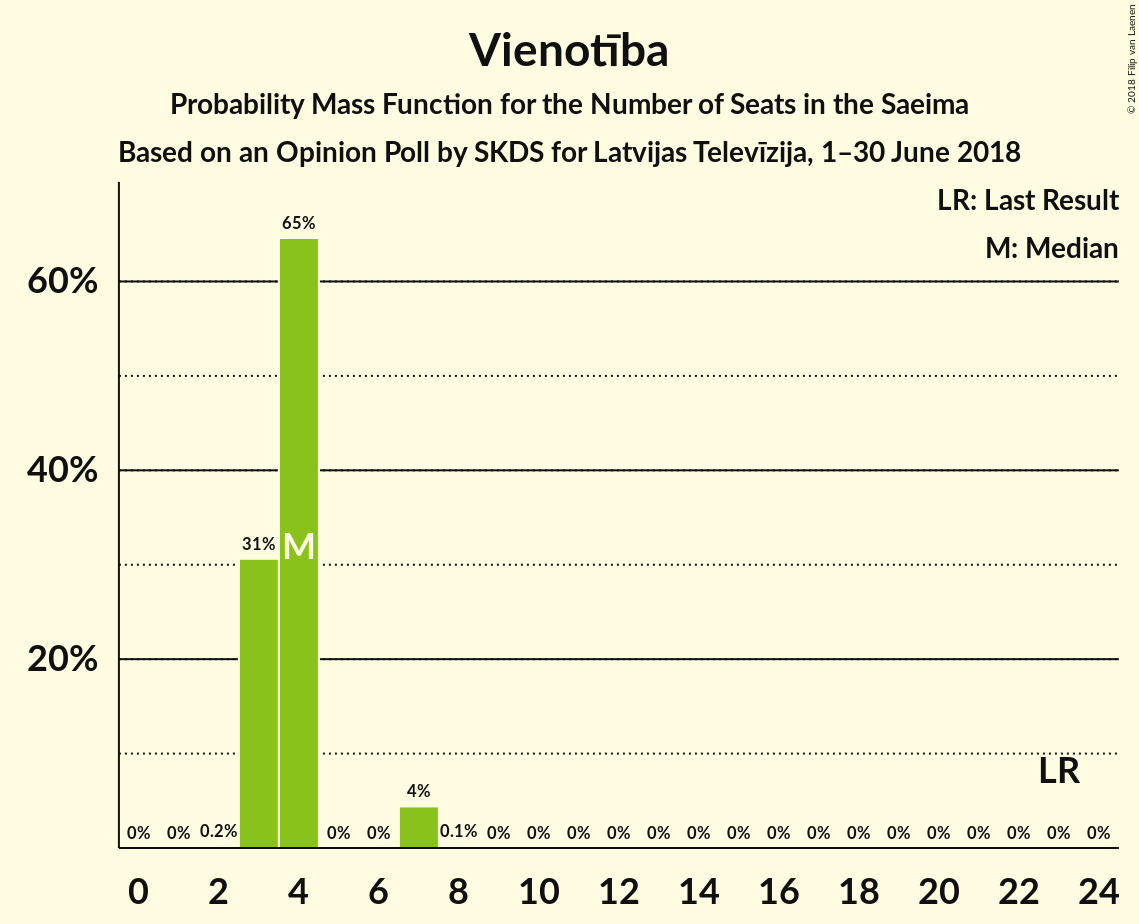 Vienotība
Probability Mass Function for the Number of Seats in the Saeima
Based on an Opinion Poll by SKDS for Latvijas Televīzija, 1–30 June 2018
© 2018 Filip van Laenen
LR: Last Result
M: Median
65%
60%
40%
31% M
20%
LR
4%
0% 0% 0.2% 0% 0% 0.1% 0% 0% 0% 0% 0% 0% 0% 0% 0% 0% 0% 0% 0% 0% 0% 0%
0 2 4 6 8 10 12 14 16 18 20 22 24